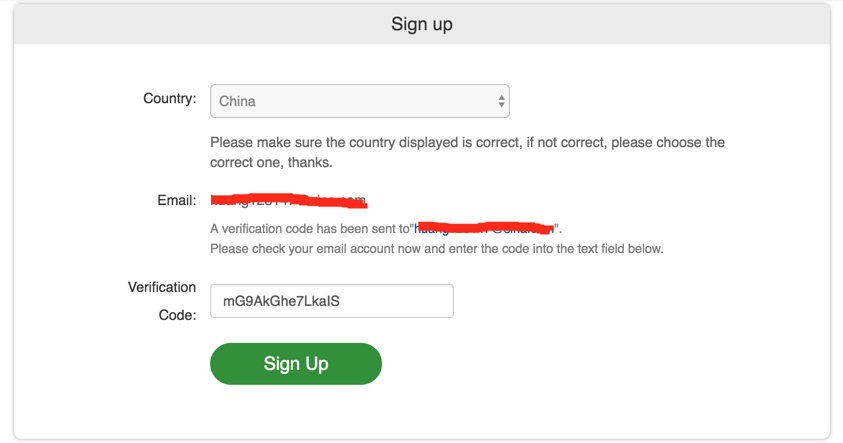 Sign up
Country:
China
Please make sure the country displayed is correct, if not correct, please choose the
correct one, thanks.
Email:
A verification code has been sent to" ".
Please check your email account now and enter the code into the text field below.
Verification
Code:
mG9AkGhe7LkaIS
Sign Up